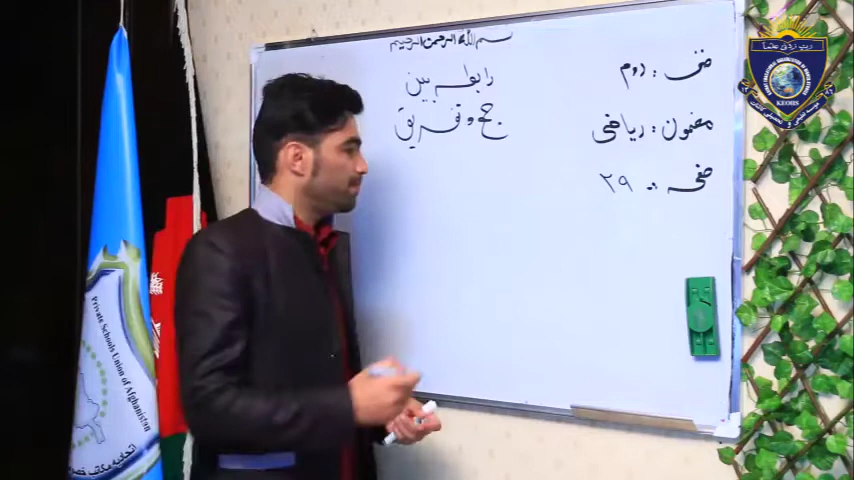 بسم الله الرحمن الرحیم
صنف : دوم
مضمون : ریاضی
صفحه : ۲۹
رابطه بین
جمع و تفریق
KEORS
Private Schools Union of Afghanistan